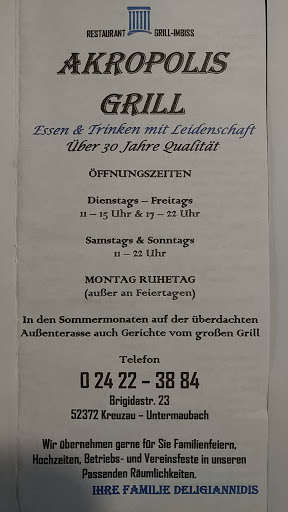 RESTAURANT GRILL-IMBISS
AKROPOLIS
GRILL
Essen & Trinken mit Leidenschaft
Über 30 Jahre Qualität
ÖFFNUNGSZEITEN
Dienstags – Freitags
11 – 15 Uhr & 17 – 22 Uhr
Samstags & Sonntags
11 – 22 Uhr
MONTAG RUHETAG
(außer an Feiertagen)
In den Sommermonaten auf der überdachten
Außenterasse auch Gerichte vom großen Grill
Telefon
0 24 22 – 38 84
Brigidastr. 23
52372 Kreuzau – Untermaubach
Wir übernehmen gerne für Sie Familienfeiern,
Hochzeiten, Betriebs- und Vereinsfeste in unseren
Passenden Räumlichkeiten.
IHRE FAMILIE DELIGIANNIDIS